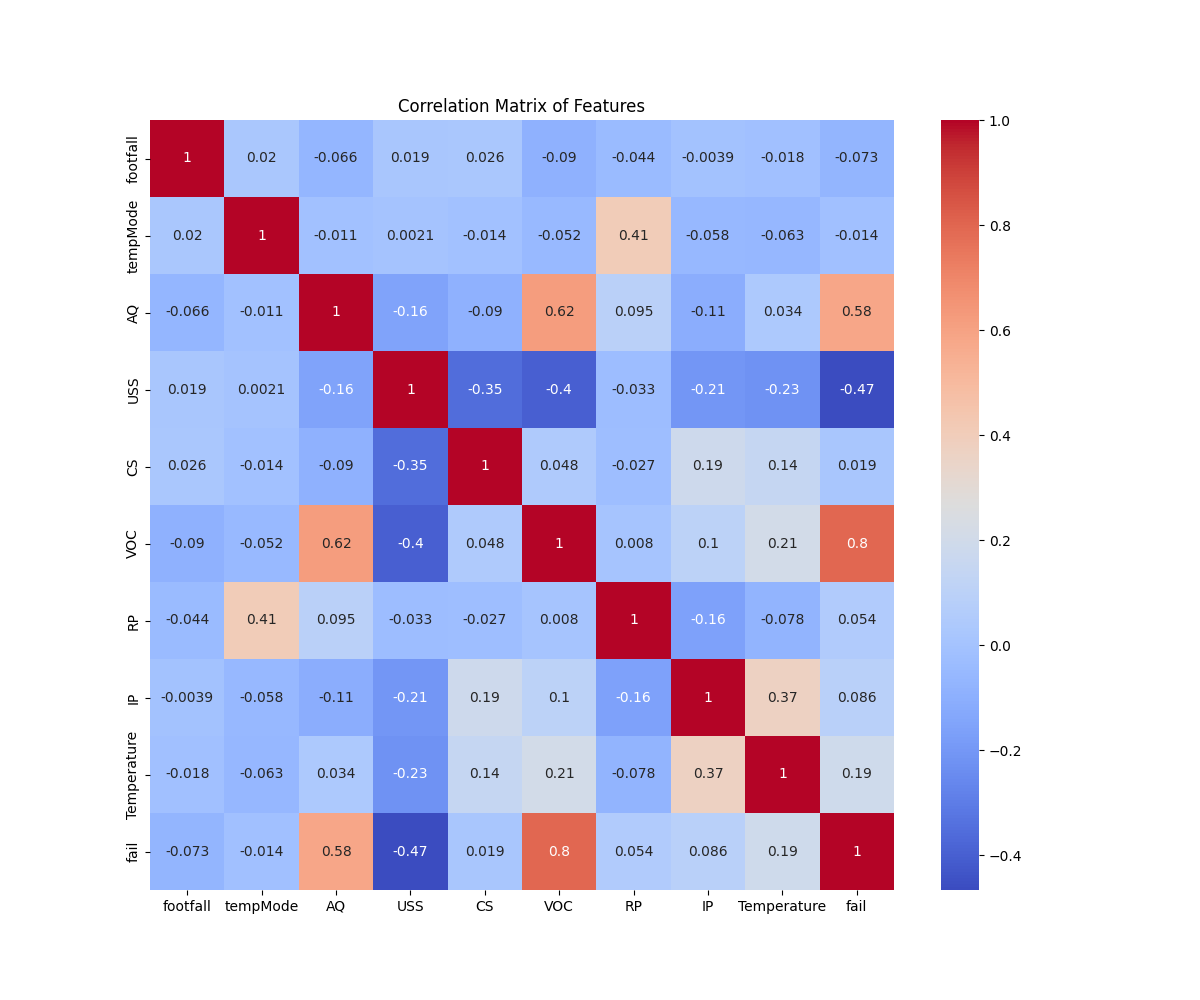 Correlation Matrix of Features
footfall 1 0.02 -0.066 0.019 0.026 -0.09 -0.044 -0.0039 -0.018 -0.073
tempMode 0.02 1 -0.011 0.0021 -0.014 -0.052 0.41 -0.058 -0.063 -0.014
AQ -0.066 -0.011 1 -0.16 -0.09 0.62 0.095 -0.11 0.034 0.58
USS 0.019 0.0021 -0.16 1 -0.35 -0.4 -0.033 -0.21 -0.23 -0.47
CS 0.026 -0.014 -0.09 -0.35 1 0.048 -0.027 0.19 0.14 0.019
VOC -0.09 -0.052 0.62 -0.4 0.048 1 0.008 0.1 0.21 0.8
RP -0.044 0.41 0.095 -0.033 -0.027 0.008 1 -0.16 -0.078 0.054
IP -0.0039 -0.058 -0.11 -0.21 0.19 0.1 -0.16 1 0.37 0.086
Temperature -0.018 -0.063 0.034 -0.23 0.14 0.21 -0.078 0.37 1 0.19
fail -0.073 -0.014 0.58 -0.47 0.019 0.8 0.054 0.086 0.19 1
footfall tempMode AQ USS CS VOC RP IP Temperature fail
1.0
0.8
0.6
0.4
0.2
0.0
−0.2
−0.4